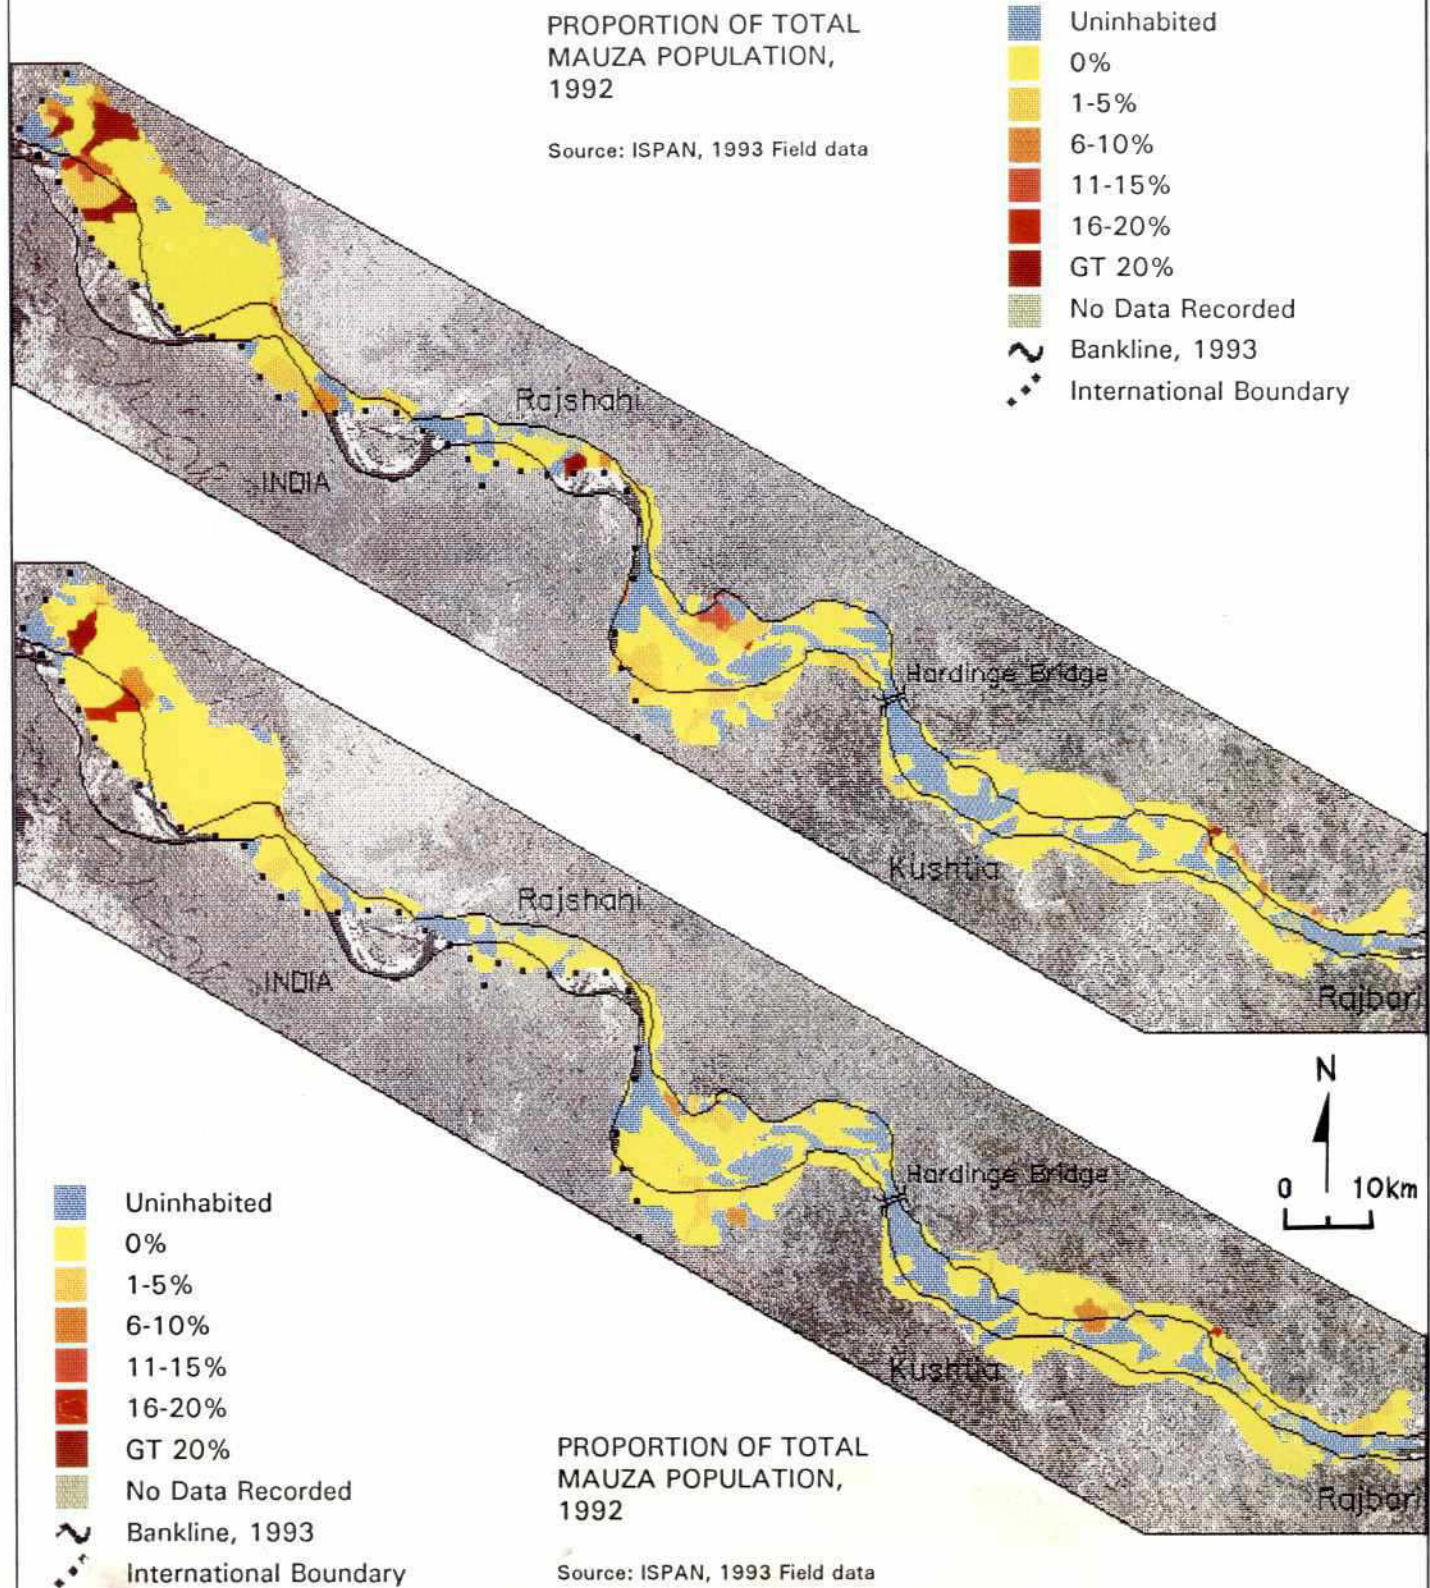 PROPORTION OF TOTAL
MAUZA POPULATION,
1992
Source: ISPAN, 1993 Field data
Uninhabited
0%
1-5%
6-10%
11-15%
16-20%
GT 20%
No Data Recorded
Bankline, 1993
International Boundary
Rajshahi
INDIA
Hardinge Bridge
Kushtia
Rajbari
Rajshahi
INDIA
Hardinge Bridge
Kushtia
Rajbari
N
0 10km
Uninhabited
0%
1-5%
6-10%
11-15%
16-20%
GT 20%
No Data Recorded
Bankline, 1993
International Boundary
PROPORTION OF TOTAL
MAUZA POPULATION,
1992
Source: ISPAN, 1993 Field data